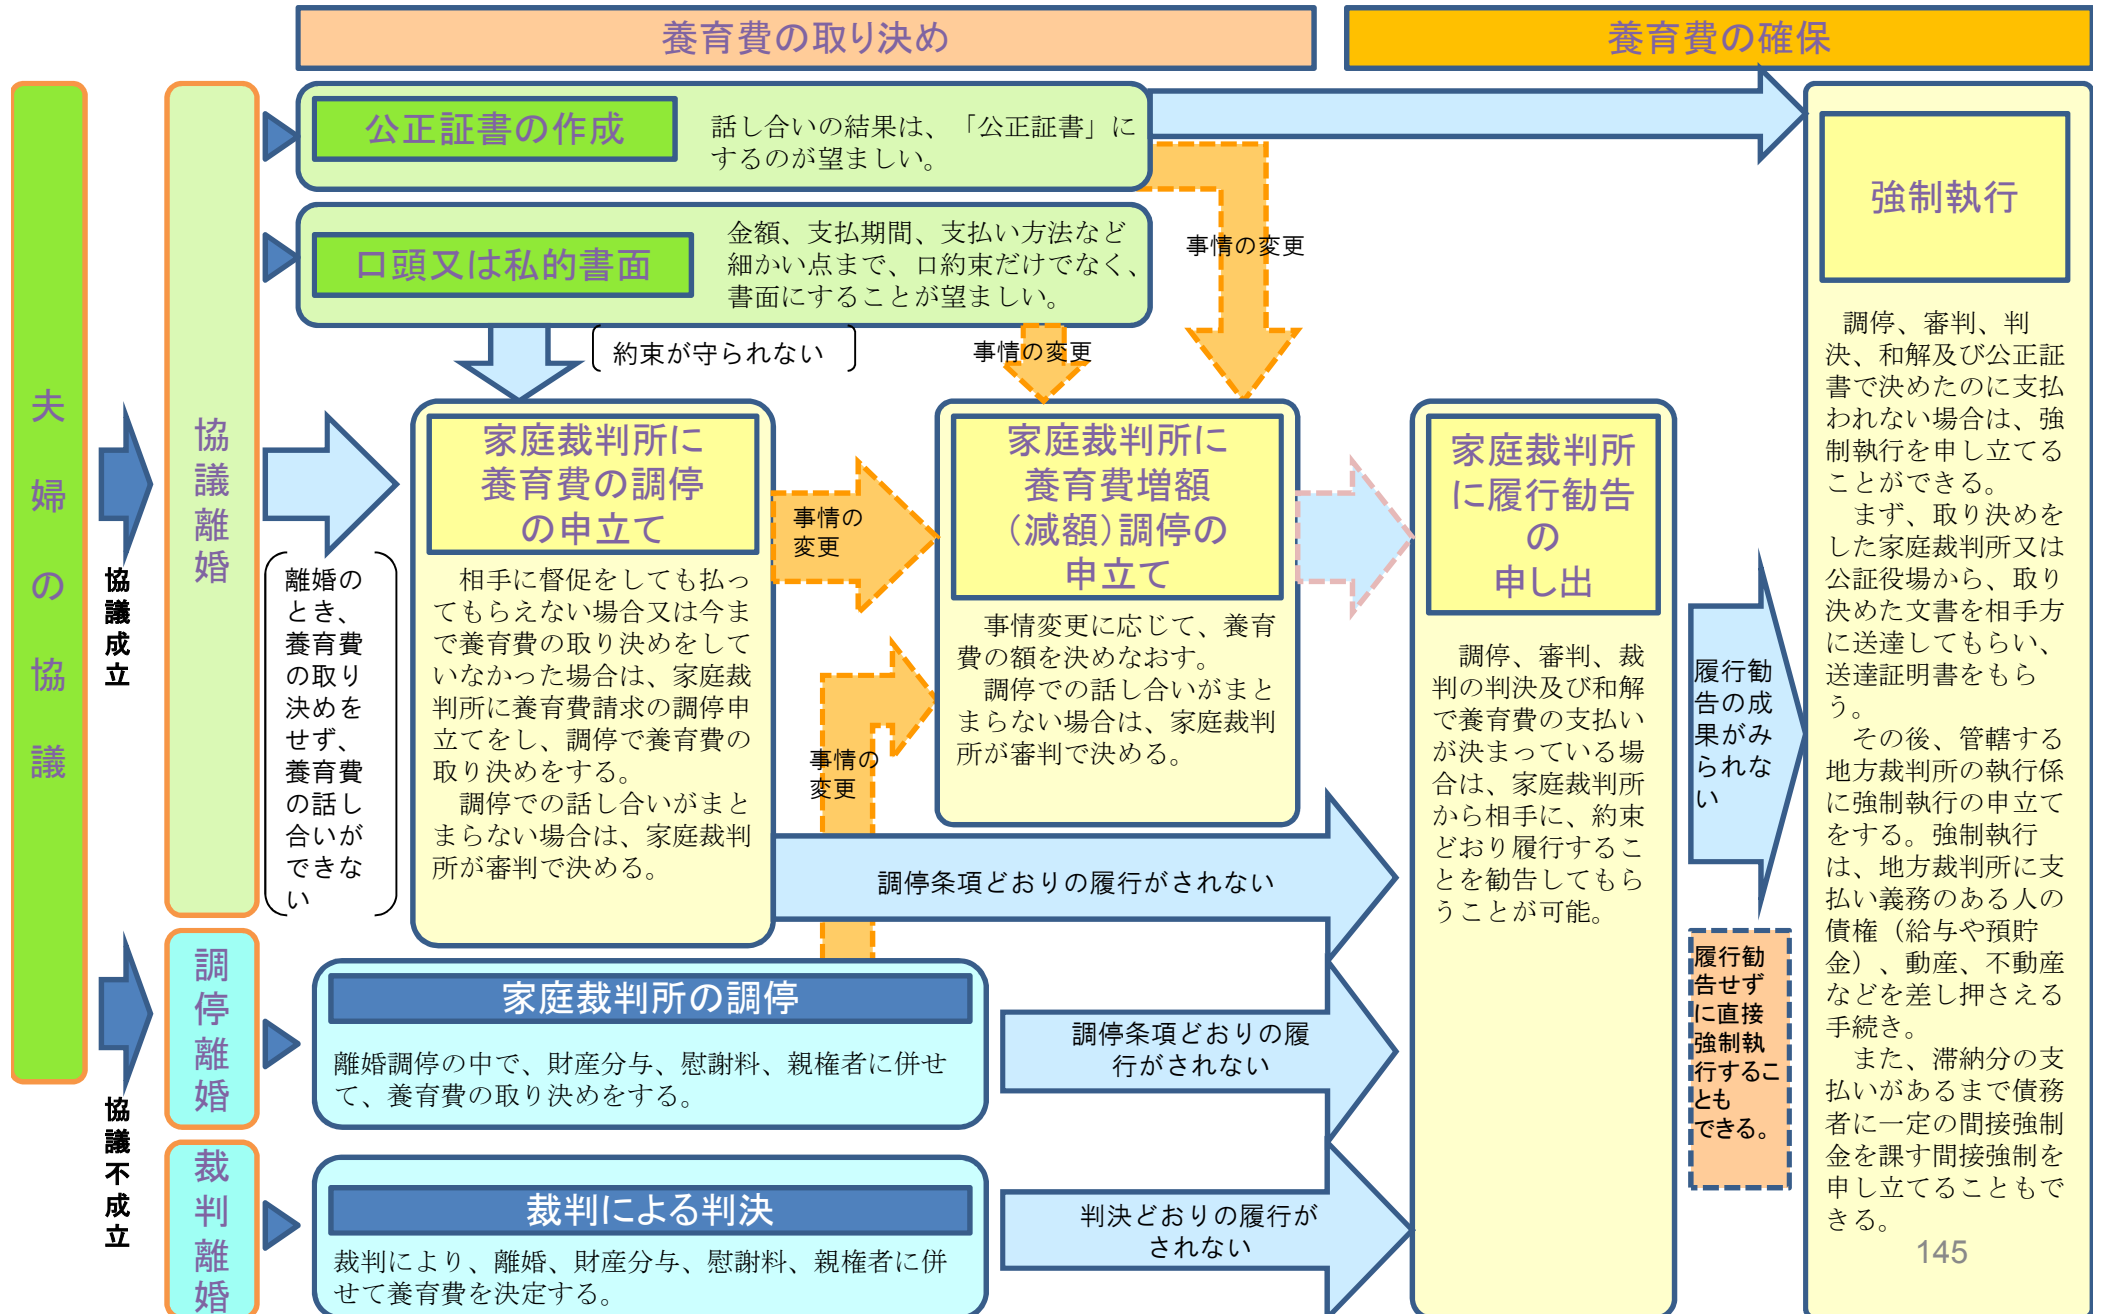 養育費の取り決め
養育費の確保
夫婦の協議
協議成立
協議不成立
協議離婚
調停離婚
裁判離婚
公正証書の作成
話し合いの結果は、「公正証書」に
するのが望ましい。
口頭又は私的書面
金額、支払期間、支払い方法など
細かい点まで、口約束だけでなく、
書面にすることが望ましい。
約束が守られない
事情の変更
事情の変更
離婚の
とき、
養育費
の取り
決めを
せず、
養育費
の話し
合いが
できな
い
家庭裁判所に
養育費の調停
の申立て
相手に督促をしても払っ
てもらえない場合又は今ま
で養育費の取り決めをして
いなかった場合は、家庭裁
判所に養育費請求の調停申
立てをし、調停で養育費の
取り決めをする。
調停での話し合いがまと
まらない場合は、家庭裁判
所が審判で決める。
事情の
変更
事情の
変更
家庭裁判所に
養育費増額
（減額）調停の
申立て
事情変更に応じて、養育
費の額を決めなおす。
調停での話し合いがまと
まらない場合は、家庭裁判
所が審判で決める。
調停条項どおりの履行がされない
家庭裁判所の調停
離婚調停の中で、財産分与、慰謝料、親権者に併せ
て、養育費の取り決めをする。
調停条項どおりの履
行がされない
裁判による判決
裁判により、離婚、財産分与、慰謝料、親権者に併
せて養育費を決定する。
判決どおりの履行が
されない
家庭裁判所
に履行勧告
の
申し出
調停、審判、裁
判の判決及び和解
で養育費の支払い
が決まっている場
合は、家庭裁判所
から相手に、約束
どおり履行するこ
とを勧告してもら
うことが可能。
履行勧
告の成
果がみ
られな
い
履行勧
告せず
に直接
強制執
行するこ
とも
できる。
強制執行
調停、審判、判
決、和解及び公正証
書で決めたのに支払
われない場合は、強
制執行を申し立てる
ことができる。
まず、取り決めを
した家庭裁判所又は
公証役場から、取り
決めた文書を相手方
に送達してもらい、
送達証明書をもら
う。
その後、管轄する
地方裁判所の執行係
に強制執行の申立て
をする。強制執行
は、地方裁判所に支
払い義務のある人の
債権（給与や預貯
金）、動産、不動産
などを差し押さえる
手続き。
また、滞納分の支
払いがあるまで債務
者に一定の間接強制
金を課す間接強制を
申し立てることもで
きる。
145